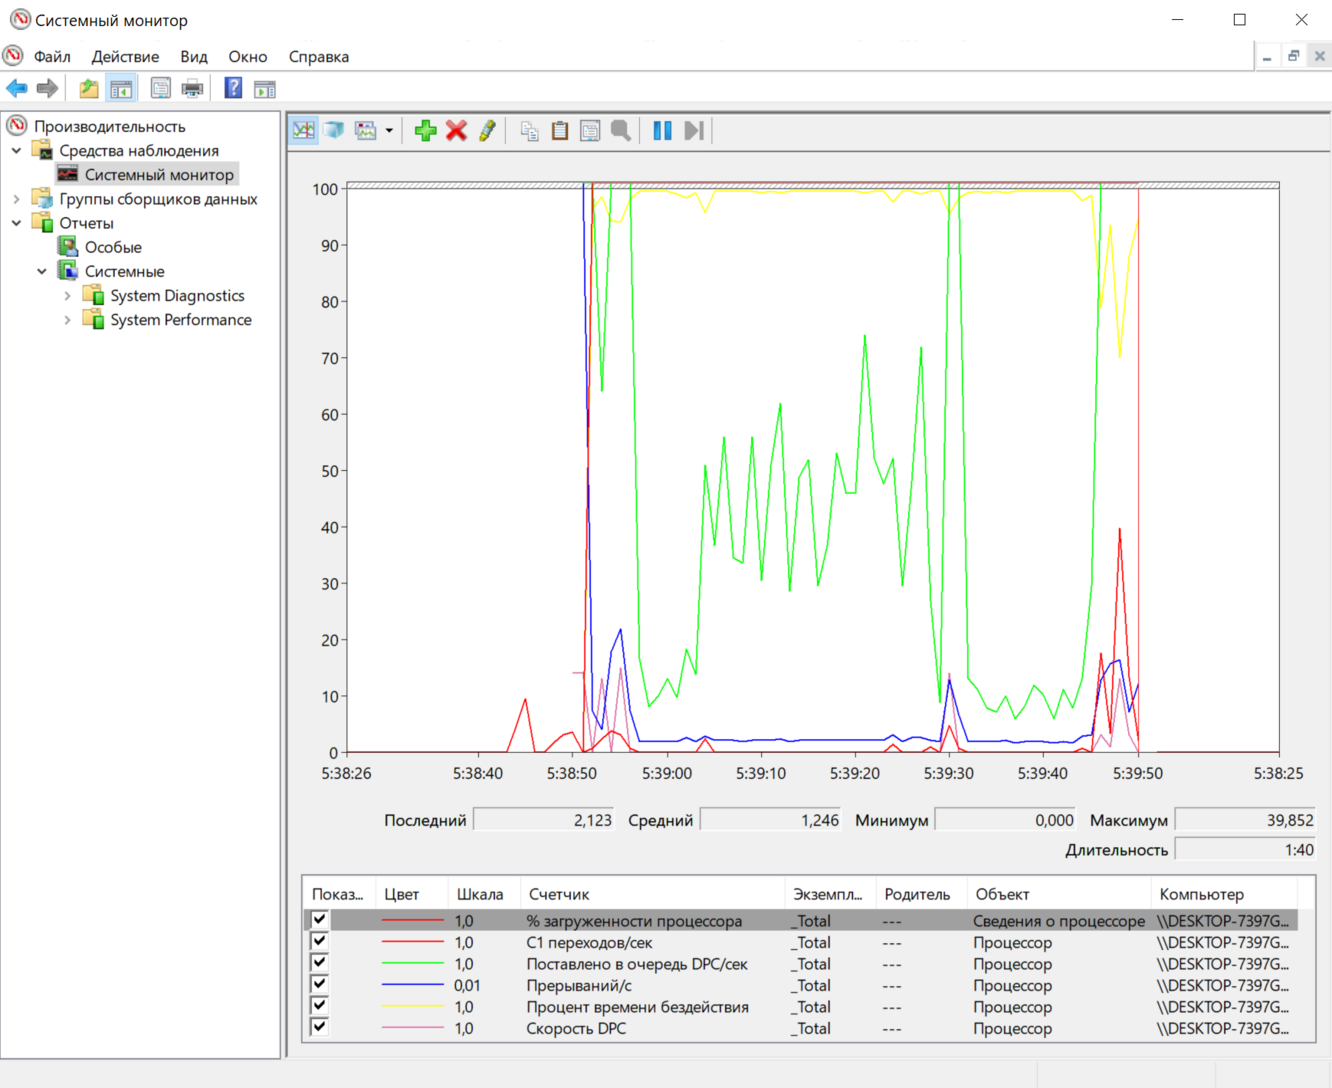 Системный монитор
Файл Действие Вид Окно Справка
Производительность
Средства наблюдения
Системный монитор
Группы сборщиков данных
Отчеты
Особые
Системные
System Diagnostics
System Performance
100
90
80
70
60
50
40
30
20
10
0
5:38:26 5:38:40 5:38:50 5:39:00 5:39:10 5:39:20 5:39:30 5:39:40 5:39:50 5:38:25
Последний 2,123 Средний 1,246 Минимум 0,000 Максимум 39,852
Длительность 1:40
Показ... Цвет Шкала Счетчик Экземпл... Родитель Объект Компьютер
1,0 % загруженности процессора _Total --- Сведения о процессоре \\DESKTOP-7397G...
1,0 C1 переходов/сек _Total --- Процессор \\DESKTOP-7397G...
1,0 Поставлено в очередь DPC/сек _Total --- Процессор \\DESKTOP-7397G...
0,01 Прерываний/с _Total --- Процессор \\DESKTOP-7397G...
1,0 Процент времени бездействия _Total --- Процессор \\DESKTOP-7397G...
1,0 Скорость DPC _Total --- Процессор \\DESKTOP-7397G...